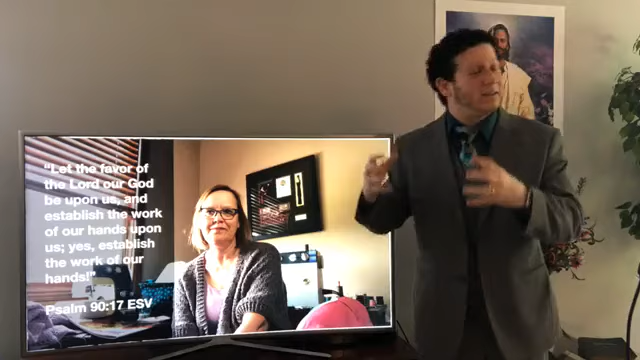 “Let the favor of
the Lord our God
be upon us, and
establish the work
of our hands upon
us; yes, establish
the work of our
hands!”
Psalm 90:17 ESV